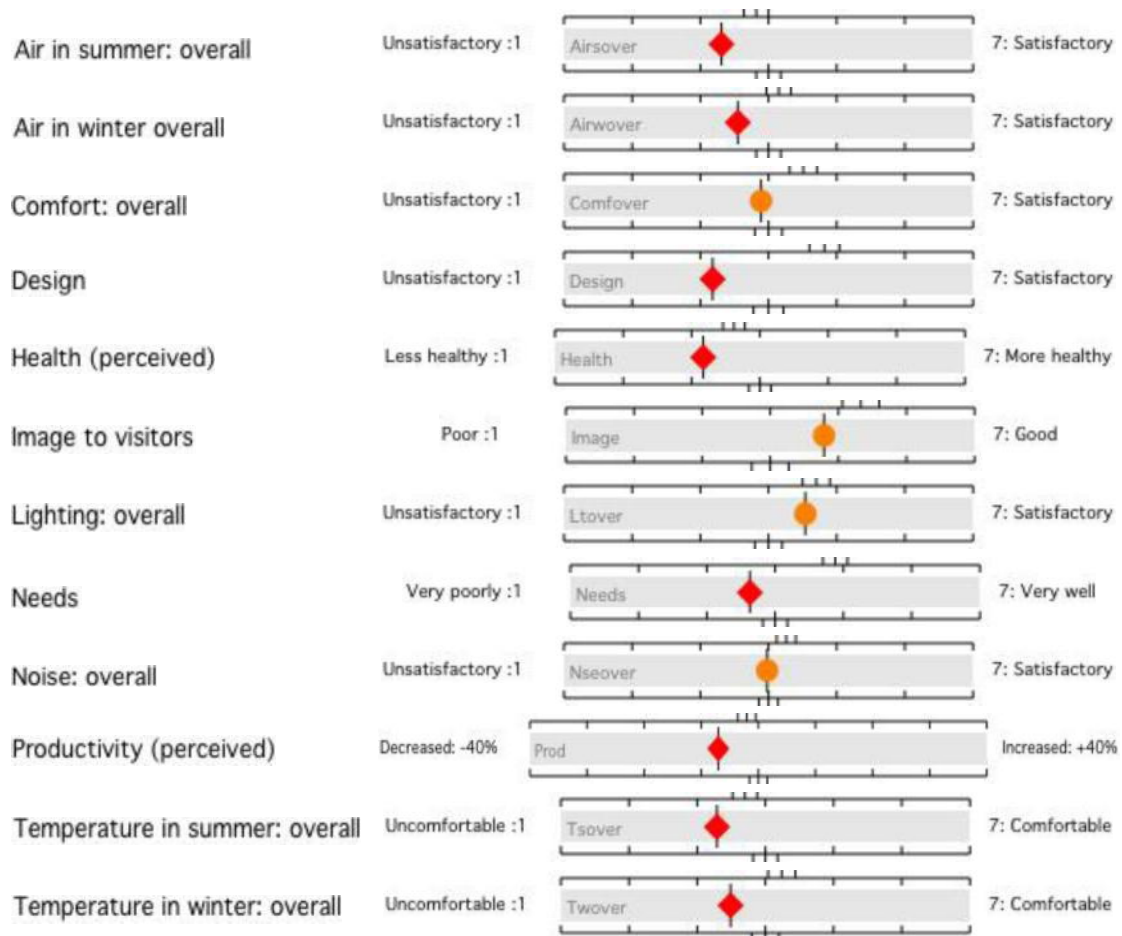 Air in summer: overall Unsatisfactory :1 Airsover 7: Satisfactory
Air in winter overall Unsatisfactory :1 Airwover 7: Satisfactory
Comfort: overall Unsatisfactory :1 Comfover 7: Satisfactory
Design Unsatisfactory :1 Design 7: Satisfactory
Health (perceived) Less healthy :1 Health 7: More healthy
Image to visitors Poor :1 Image 7: Good
Lighting: overall Unsatisfactory :1 Ltover 7: Satisfactory
Needs Very poorly :1 Needs 7: Very well
Noise: overall Unsatisfactory :1 Nseover 7: Satisfactory
Productivity (perceived) Decreased: -40% Prod Increased: +40%
Temperature in summer: overall Uncomfortable :1 Tsover 7: Comfortable
Temperature in winter: overall Uncomfortable :1 Twover 7: Comfortable